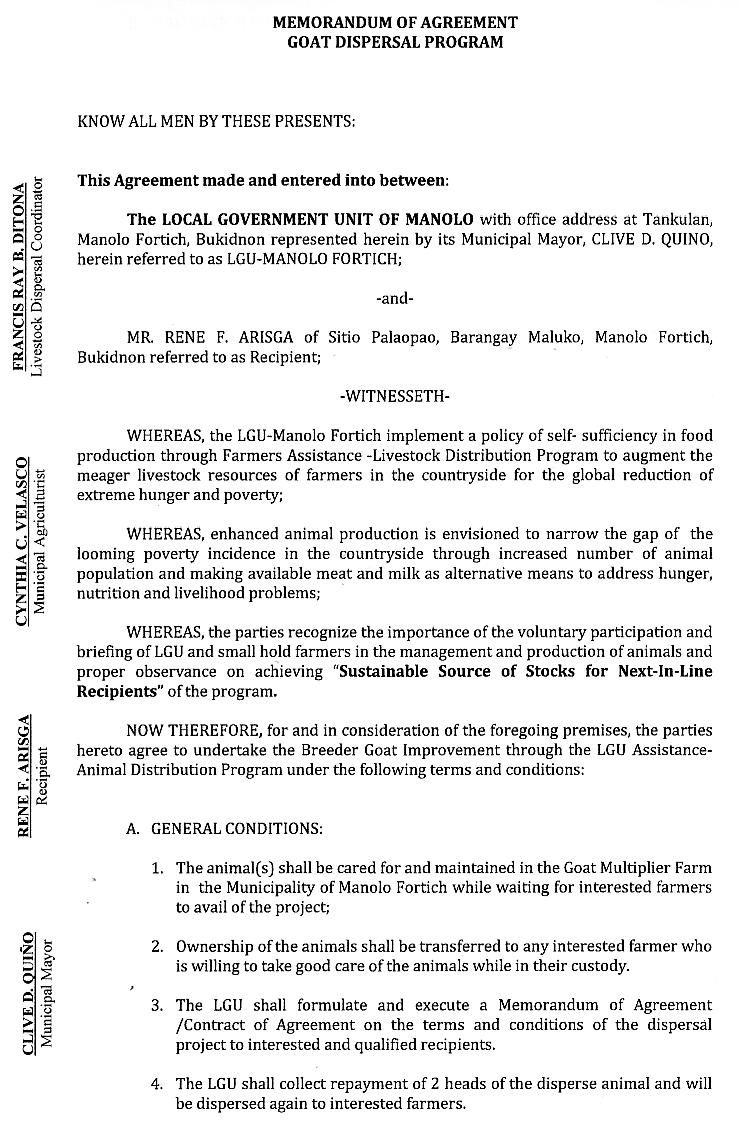 MEMORANDUM OF AGREEMENT
GOAT DISPERSAL PROGRAM
KNOW ALL MEN BY THESE PRESENTS:
This Agreement made and entered into between:
The LOCAL GOVERNMENT UNIT OF MANOLO with office address at Tankulan,
Manolo Fortich, Bukidnon represented herein by its Municipal Mayor, CLIVE D. QUINO,
herein referred to as LGU-MANOLO FORTICH;
-and-
MR. RENE F. ARISGA of Sitio Palaopao, Barangay Maluko, Manolo Fortich,
Bukidnon referred to as Recipient;
-WITNESSETH-
WHEREAS, the LGU-Manolo Fortich implement a policy of self- sufficiency in food
production through Farmers Assistance -Livestock Distribution Program to augment the
meager livestock resources of farmers in the countryside for the global reduction of
extreme hunger and poverty;
WHEREAS, enhanced animal production is envisioned to narrow the gap of the
looming poverty incidence in the countryside through increased number of animal
population and making available meat and milk as alternative means to address hunger,
nutrition and livelihood problems;
WHEREAS, the parties recognize the importance of the voluntary participation and
briefing of LGU and small hold farmers in the management and production of animals and
proper observance on achieving "Sustainable Source of Stocks for Next-In-Line
Recipients" of the program.
NOW THEREFORE, for and in consideration of the foregoing premises, the parties
hereto agree to undertake the Breeder Goat Improvement through the LGU Assistance-
Animal Distribution Program under the following terms and conditions:
A. GENERAL CONDITIONS:
1. The animal(s) shall be cared for and maintained in the Goat Multiplier Farm
in the Municipality of Manolo Fortich while waiting for interested farmers
to avail of the project;
2. Ownership of the animals shall be transferred to any interested farmer who
is willing to take good care of the animals while in their custody.
3. The LGU shall formulate and execute a Memorandum of Agreement
/Contract of Agreement on the terms and conditions of the dispersal
project to interested and qualified recipients.
4. The LGU shall collect repayment of 2 heads of the disperse animal and will
be dispersed again to interested farmers.
FRANCIS RAY B. DITONA
Livestock Dispersal Coordinator
CYNTHIA C. VELASCO
Municipal Agriculturist
RENE F. ARISGA
Recipient
CLIVE D. QUIÑO
Municipal Mayor